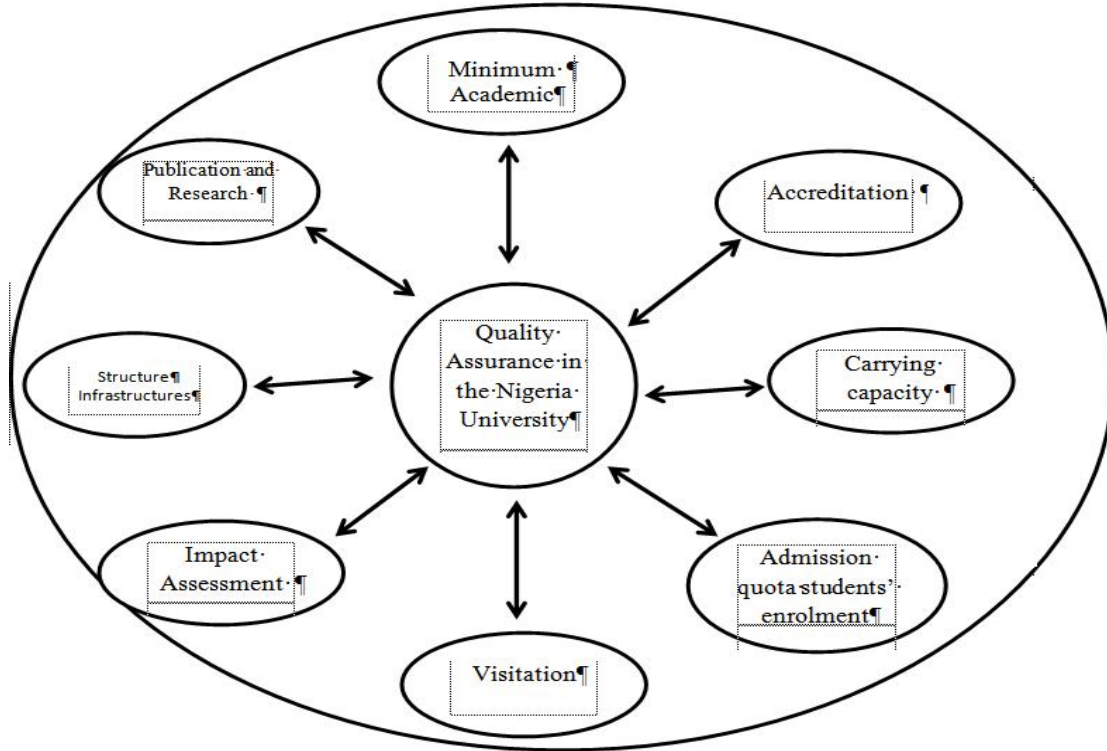 Minimum· ¶
Academic¶
Publication·and·
Research·¶
Accreditation·¶
Quality·
Assurance·in·
the·Nigeria·
University¶
Structure¶
Infrastructures¶
Carrying·
capacity·¶
Impact·
Assessment·¶
Admission·
quota·students’·
enrolment¶
Visitation¶